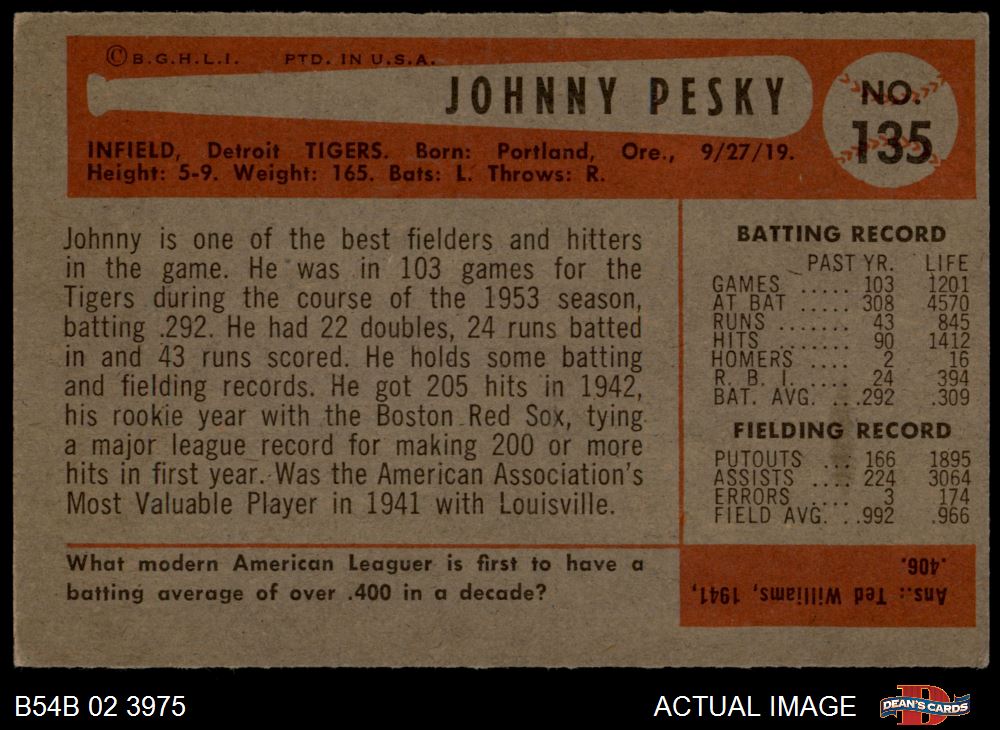 ©B.G.H.L.I. PTD. IN U.S.A.
JOHNNY PESKY
NO.
135
INFIELD, Detroit TIGERS. Born: Portland, Ore., 9/27/19.
Height: 5-9. Weight: 165. Bats: L. Throws: R.
Johnny is one of the best fielders and hitters
in the game. He was in 103 games for the
Tigers during the course of the 1953 season,
batting .292. He had 22 doubles, 24 runs batted
in and 43 runs scored. He holds some batting
and fielding records. He got 205 hits in 1942,
his rookie year with the Boston Red Sox, tying
a major league record for making 200 or more
hits in first year. Was the American Association's
Most Valuable Player in 1941 with Louisville.
BATTING RECORD
PAST YR. LIFE
GAMES ..... 103 1201
AT BAT ..... 308 4570
RUNS ....... 43 845
HITS ....... 90 1412
HOMERS ..... 2 16
R. B. I. .... 24 394
BAT. AVG. ...292 .309
FIELDING RECORD
PUTOUTS ... 166 1895
ASSISTS .... 224 3064
ERRORS .... 3 174
FIELD AVG. ..992 .966
What modern American Leaguer is first to have a
batting average of over .400 in a decade?
Ans.: Ted Williams, 1941,
.406.
B54B 02 3975
ACTUAL IMAGE
DEAN'S CARDS